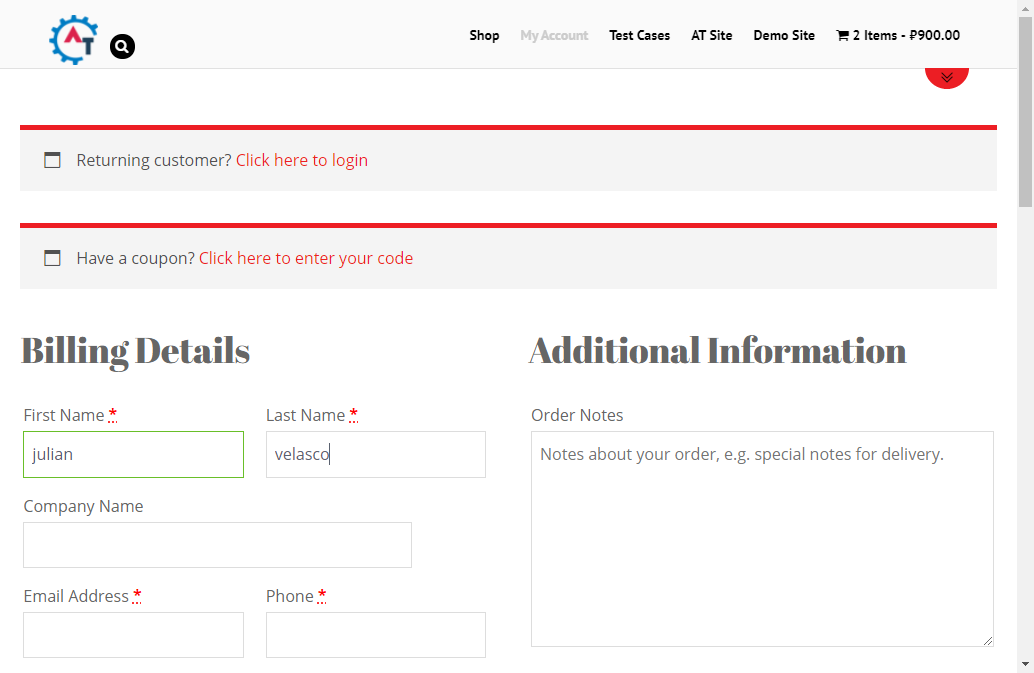 AT
Shop My Account Test Cases AT Site Demo Site 2 Items - ₽900.00
Returning customer? Click here to login
Have a coupon? Click here to enter your code
Billing Details
First Name *
Last Name *
julian
velasco
Company Name
Email Address *
Phone *
Additional Information
Order Notes
Notes about your order, e.g. special notes for delivery.